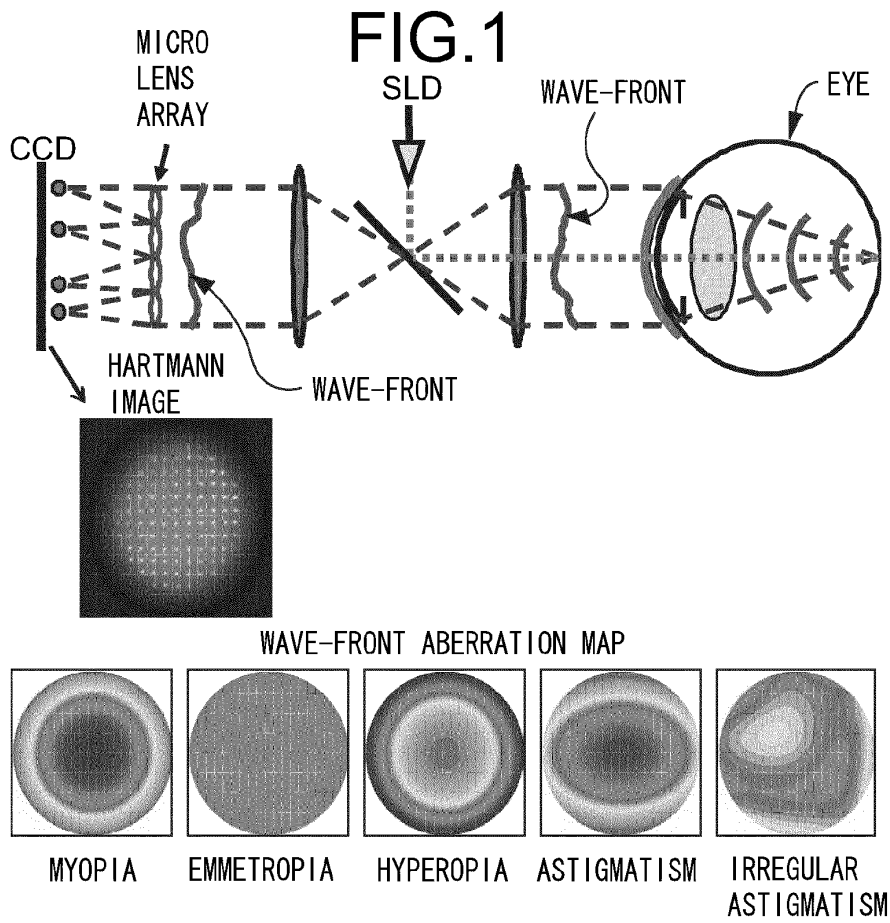 FIG.1
MICRO
LENS
ARRAY
SLD
WAVE-FRONT
EYE
CCD
HARTMANN
IMAGE
WAVE-FRONT
WAVE-FRONT ABERRATION MAP
MYOPIA
EMMETROPIA
HYPEROPIA
ASTIGMATISM
IRREGULAR
ASTIGMATISM